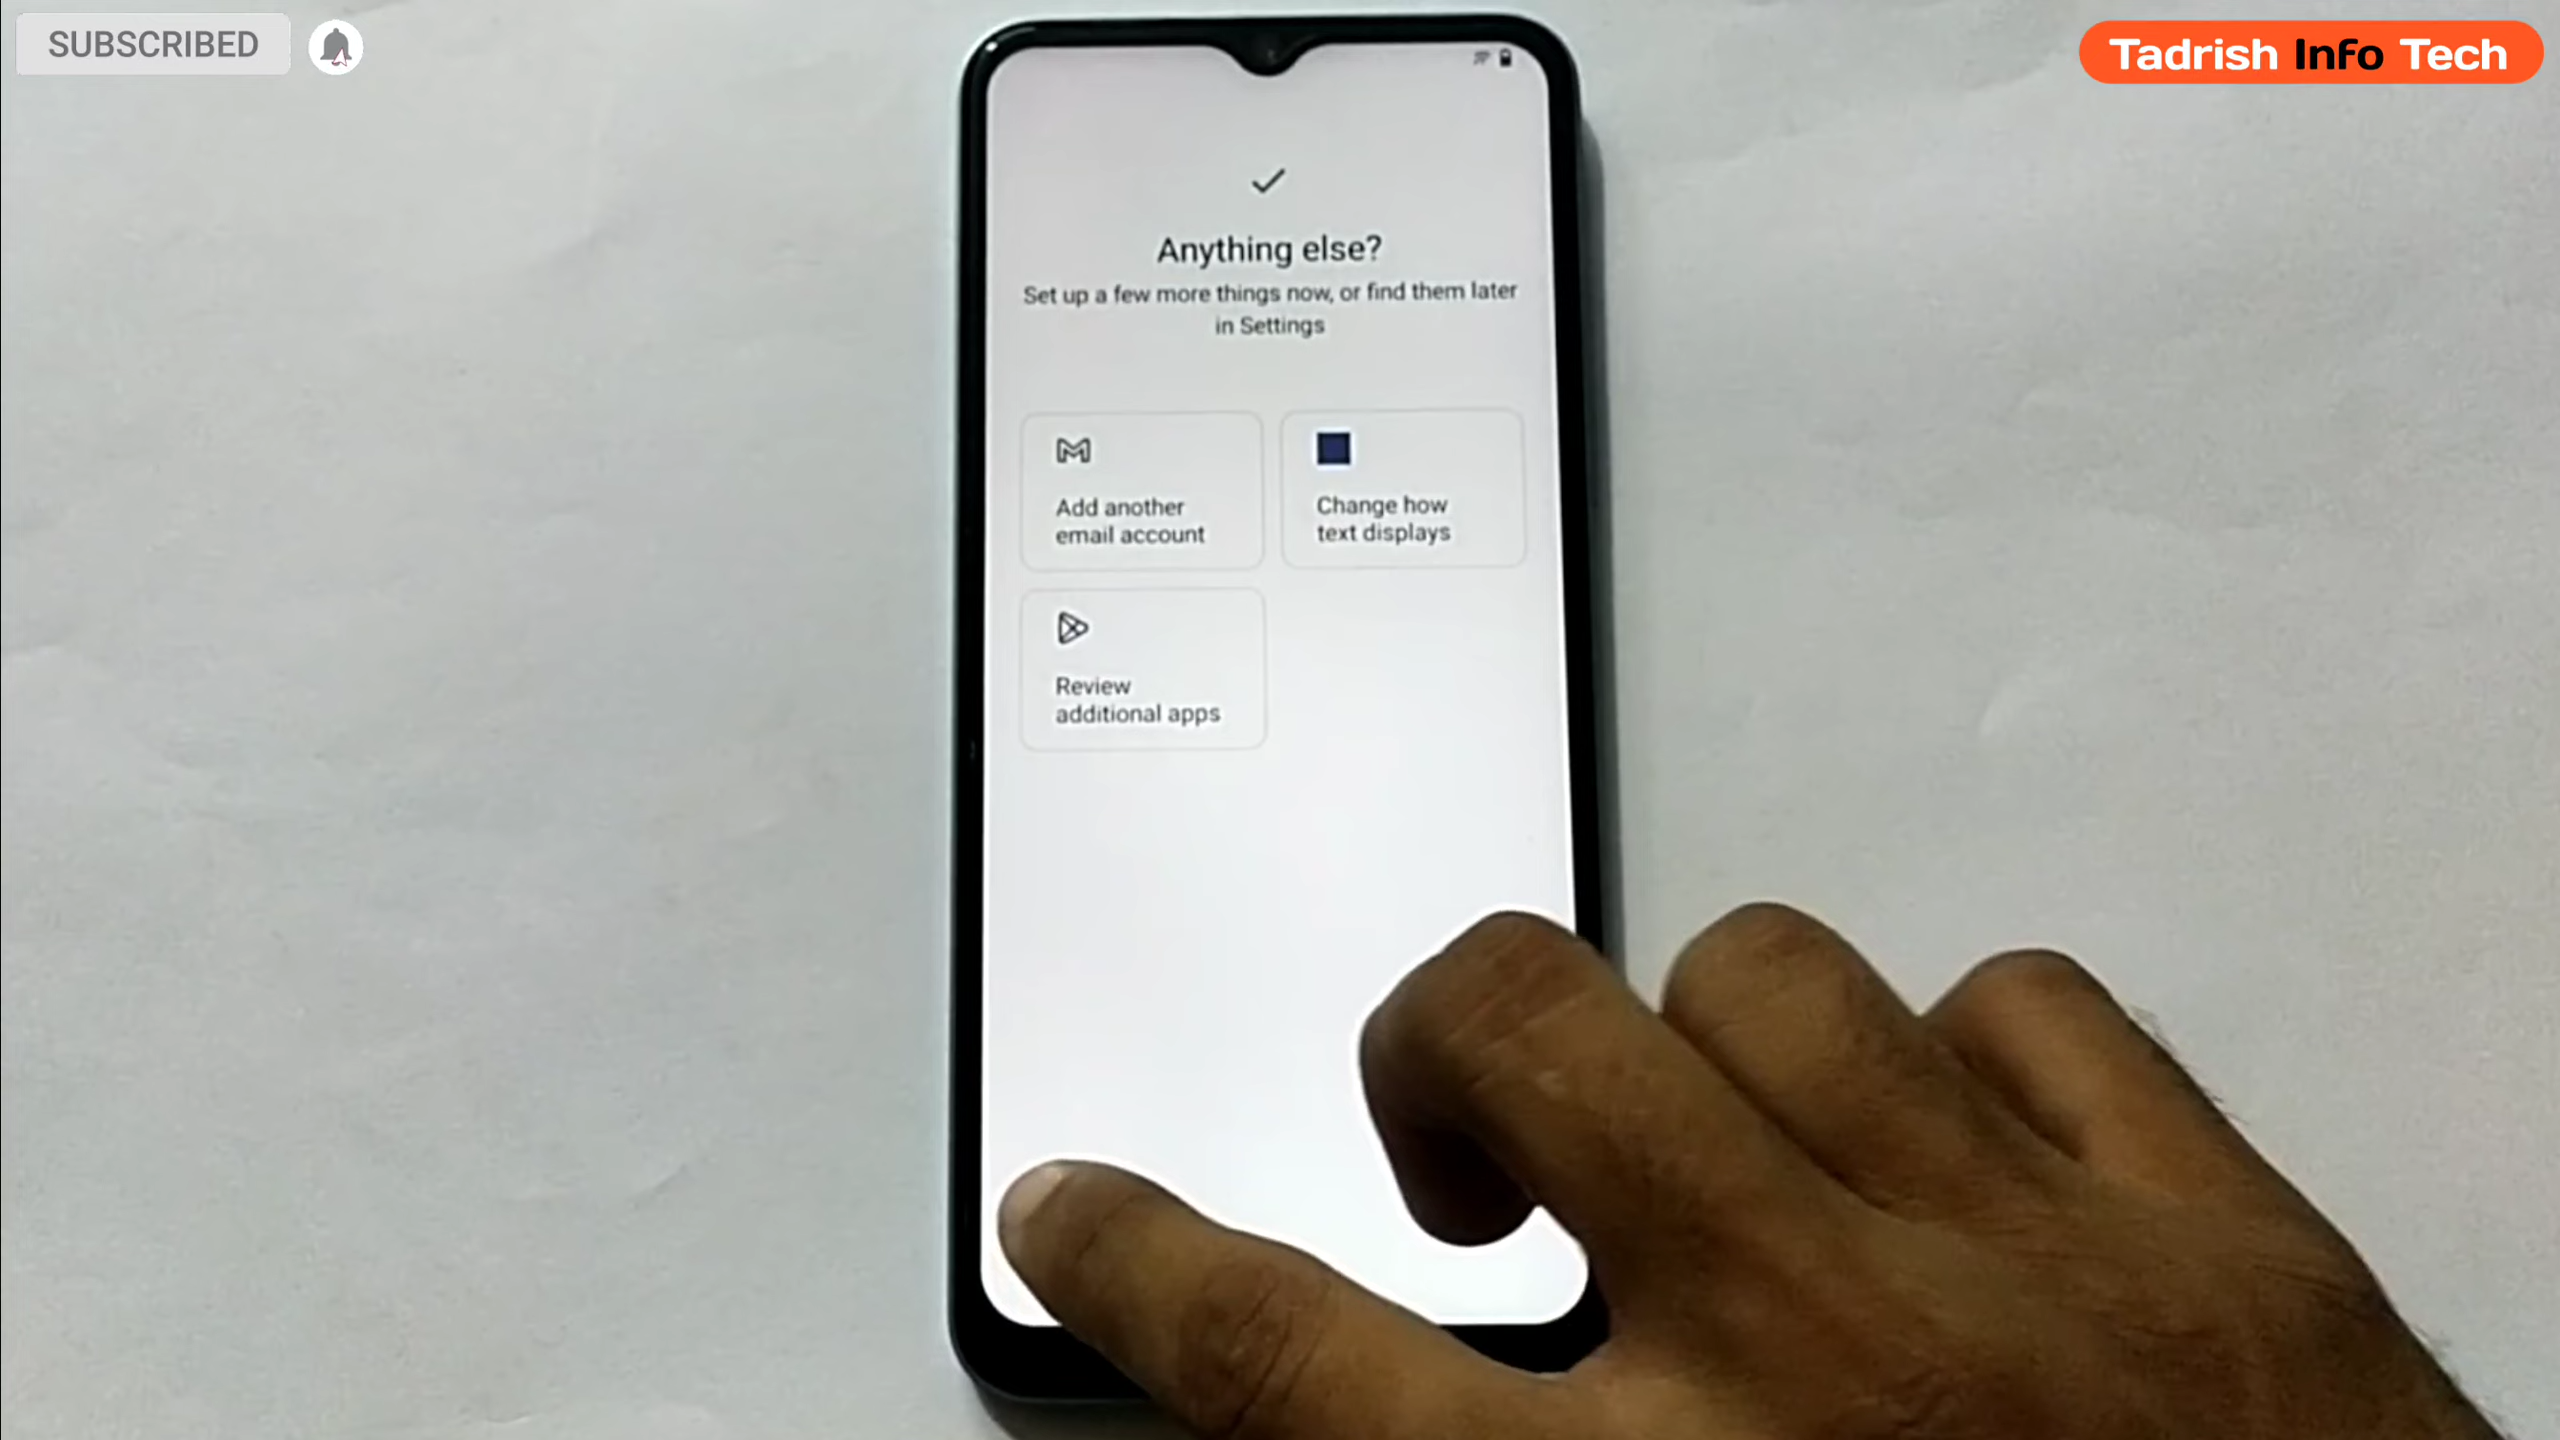 SUBSCRIBED
Tadrish Info Tech
Anything else?
Set up a few more things now, or find them later
in Settings
Add another
email account
Change how
text displays
Review
additional apps